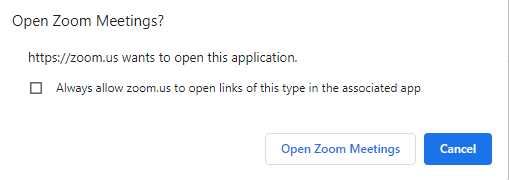 Open Zoom Meetings?
https://zoom.us wants to open this application.
Always allow zoom.us to open links of this type in the associated app
Open Zoom Meetings
Cancel